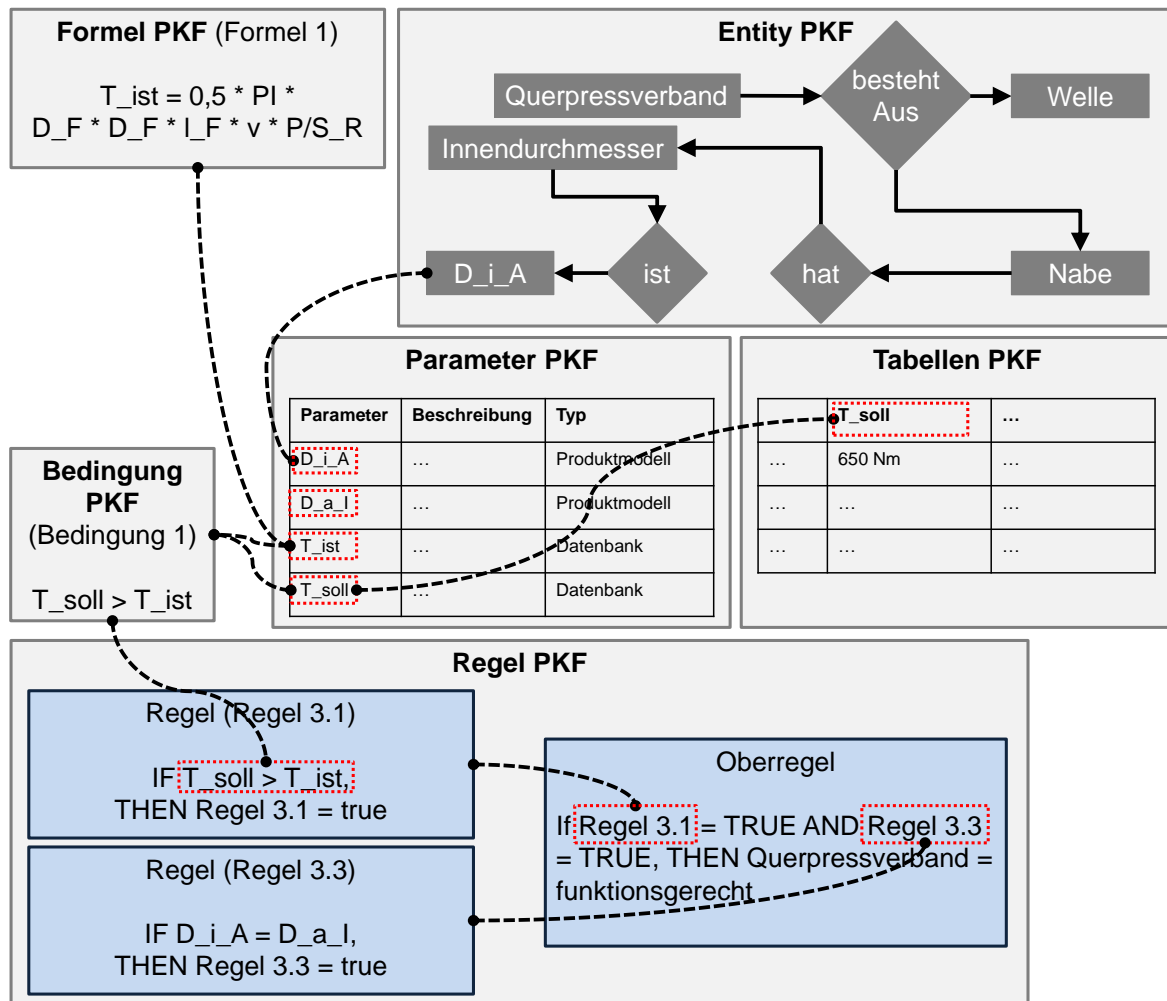 Formel PKF (Formel 1)
T_ist = 0,5 * PI *
D_F * D_F * l_F * v * P/S_R
Entity PKF
Querpressverband
besteht
Aus
Welle
Innendurchmesser
D_i_A
ist
hat
Nabe
Parameter PKF
Parameter Beschreibung Typ
D_i_A … Produktmodell
D_a_I … Produktmodell
T_ist … Datenbank
T_soll … Datenbank
Tabellen PKF
T_soll …
… 650 Nm …
… … …
… … …
Bedingung
PKF
(Bedingung 1)
T_soll > T_ist
Regel PKF
Regel (Regel 3.1)
IF T_soll > T_ist,
THEN Regel 3.1 = true
Regel (Regel 3.3)
IF D_i_A = D_a_I,
THEN Regel 3.3 = true
Oberregel
If Regel 3.1 = TRUE AND Regel 3.3
= TRUE, THEN Querpressverband =
funktionsgerecht